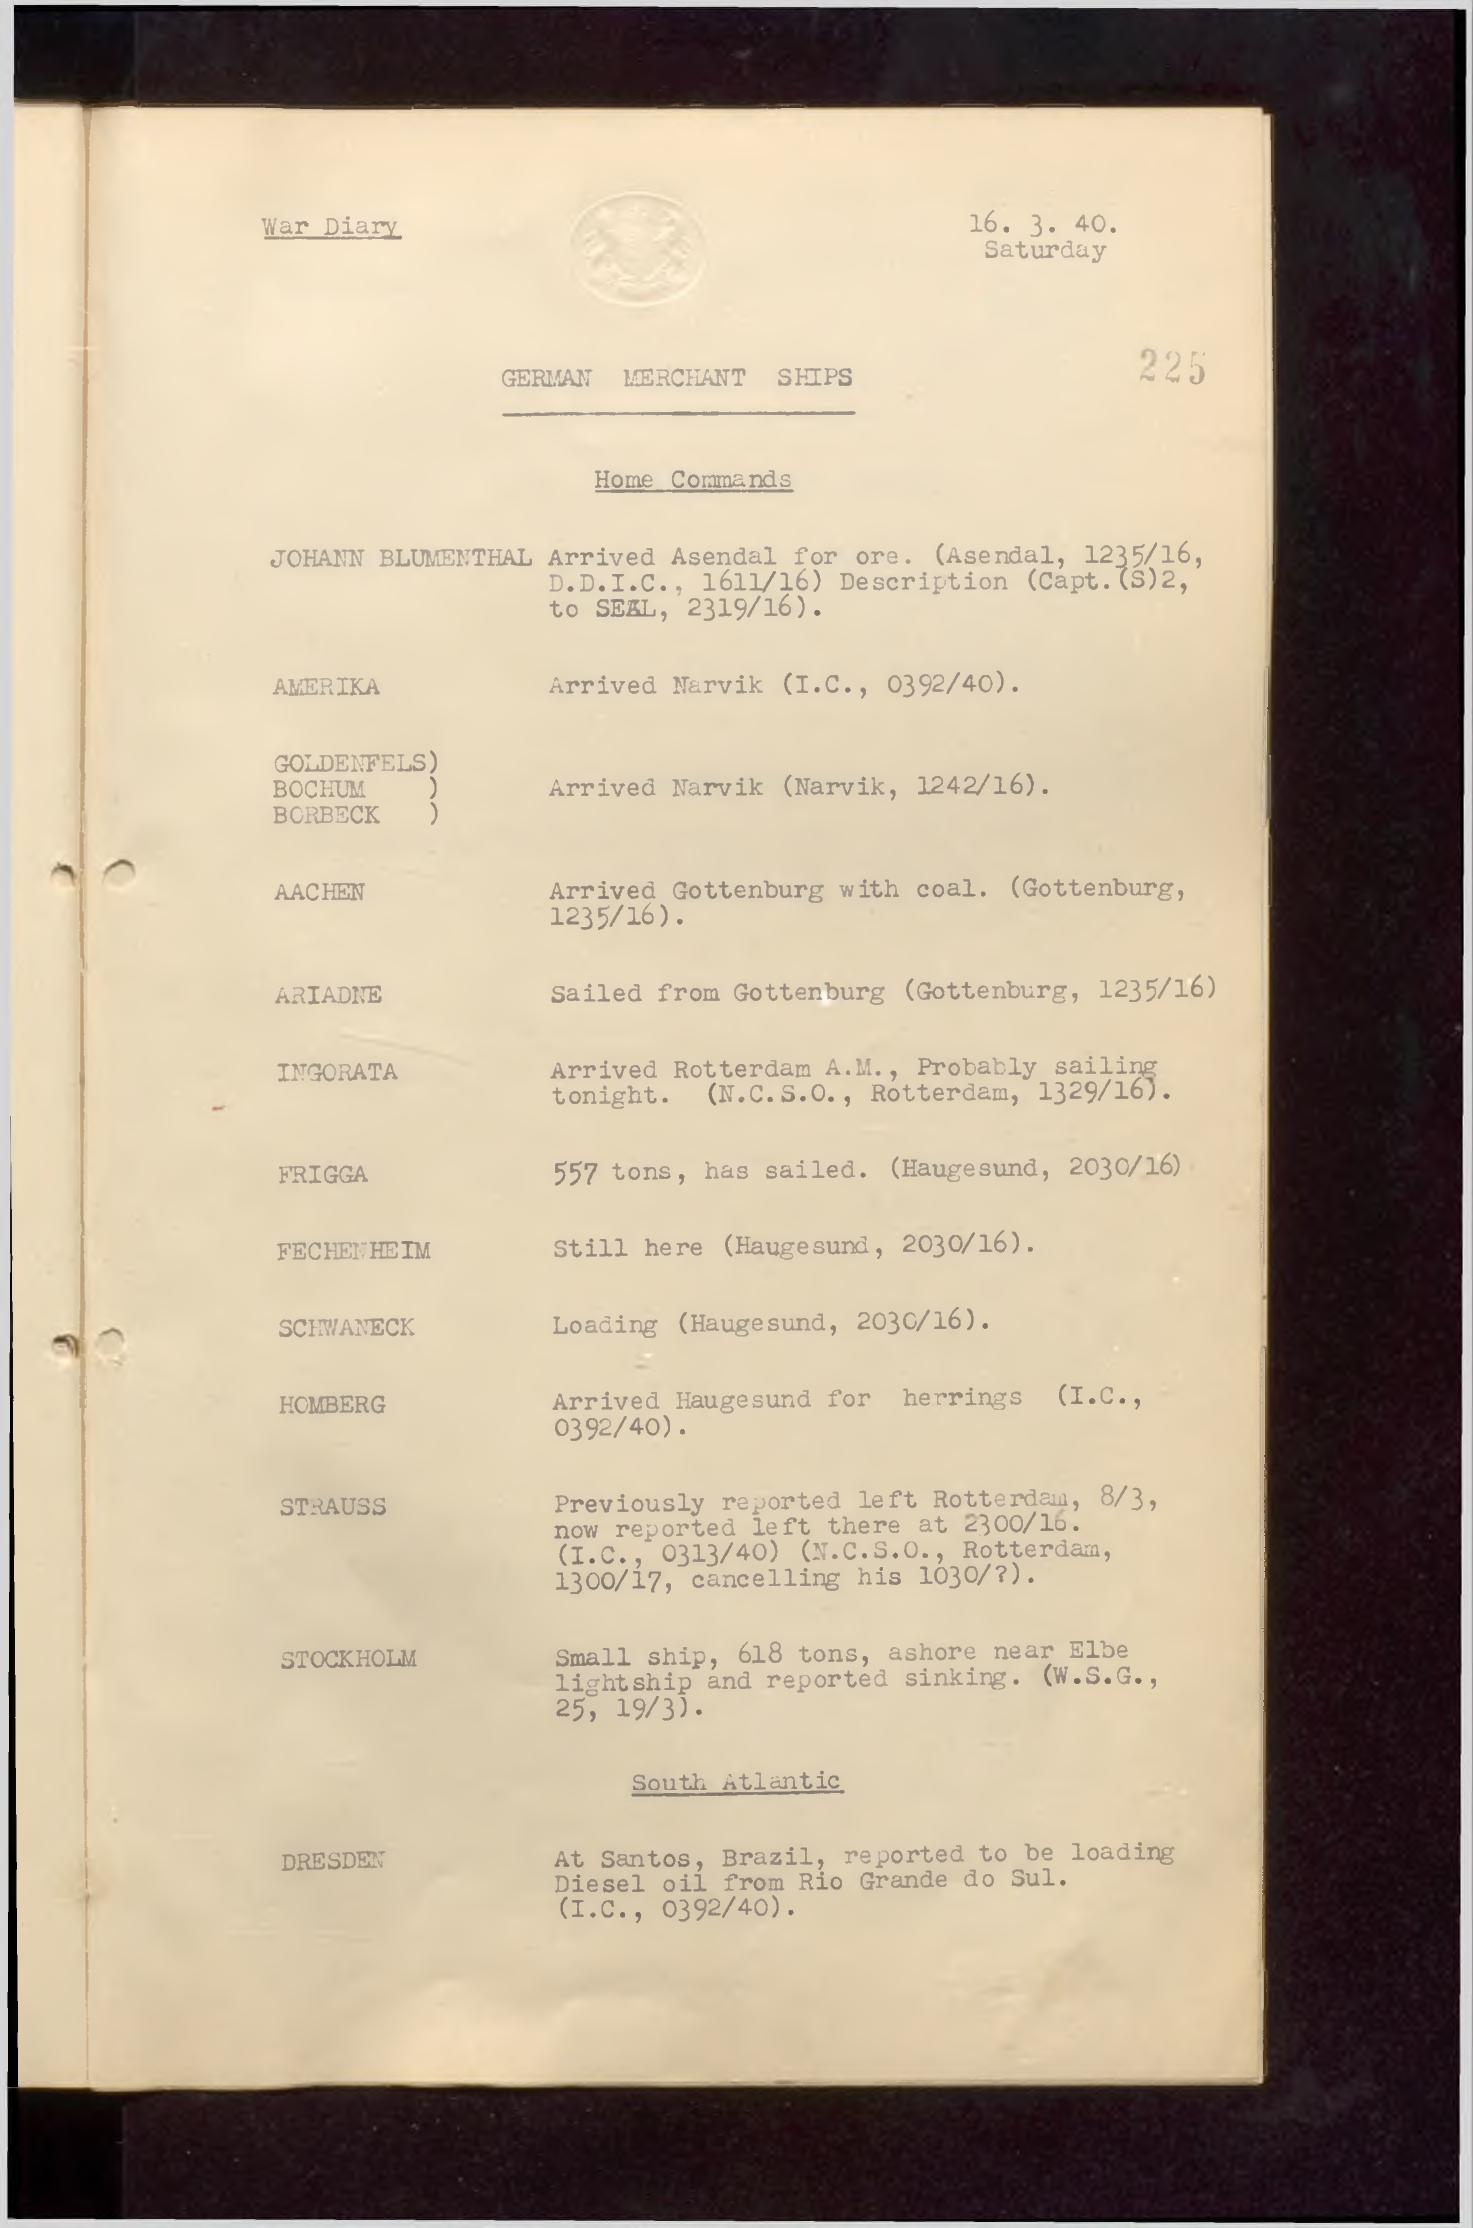 War Diary
16. 3. 40.
Saturday
225
GERMAN MERCHANT SHIPS
Home Commands
JOHANN BLUMENTHAL Arrived Asendal for ore. (Asendal, 1235/16,
D.D.I.C., 1611/16) Description (Capt.(S)2,
to SEAL, 2319/16).
AMERIKA Arrived Narvik (I.C., 0392/40).
GOLDENFELS)
BOCHUM ) Arrived Narvik (Narvik, 1242/16).
BORBECK )
AACHEN Arrived Gottenburg with coal. (Gottenburg,
1235/16).
ARIADNE Sailed from Gottenburg (Gottenburg, 1235/16)
INGORATA Arrived Rotterdam A.M., Probably sailing
tonight. (N.C.S.O., Rotterdam, 1329/16).
FRIGGA 557 tons, has sailed. (Haugesund, 2030/16)
FECHENHEIM Still here (Haugesund, 2030/16).
SCHWANECK Loading (Haugesund, 2030/16).
HOMBERG Arrived Haugesund for herrings (I.C.,
0392/40).
STRAUSS Previously reported left Rotterdam, 8/3,
now reported left there at 2300/16.
(I.C., 0313/40) (N.C.S.O., Rotterdam,
1300/17, cancelling his 1030/?).
STOCKHOLM Small ship, 618 tons, ashore near Elbe
lightship and reported sinking. (W.S.G.,
25, 19/3).
South Atlantic
DRESDEN At Santos, Brazil, reported to be loading
Diesel oil from Rio Grande do Sul.
(I.C., 0392/40).